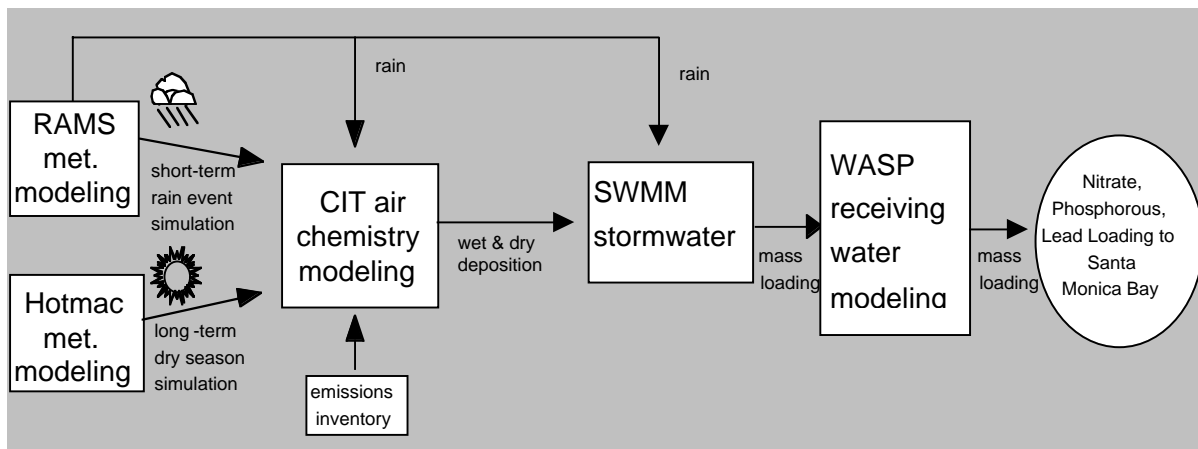 rain
rain
RAMS
met.
modeling
short-term
rain event
simulation
Hotmac
met.
modeling
long -term
dry season
simulation
CIT air
chemistry
modeling
emissions
inventory
wet & dry
deposition
SWMM
stormwater
mass
loading
WASP
receiving
water
modeling
mass
loading
Nitrate,
Phosphorous,
Lead Loading to
Santa
Monica Bay